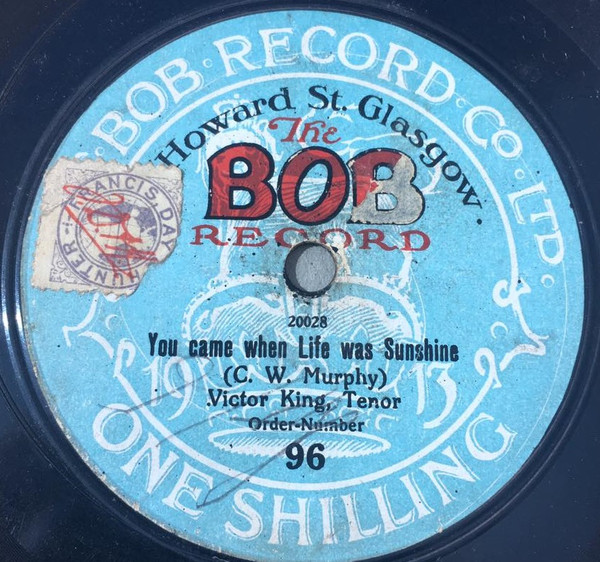 BOB · RECORD · CO · LTD.
Howard St. Glasgow.
The
BOB
RECORD
FRANCIS, DAY
HUNTER
20028
You came when Life was Sunshine
(C. W. Murphy)
19 13
Victor King, Tenor
Order-Number
96
ONE SHILLING